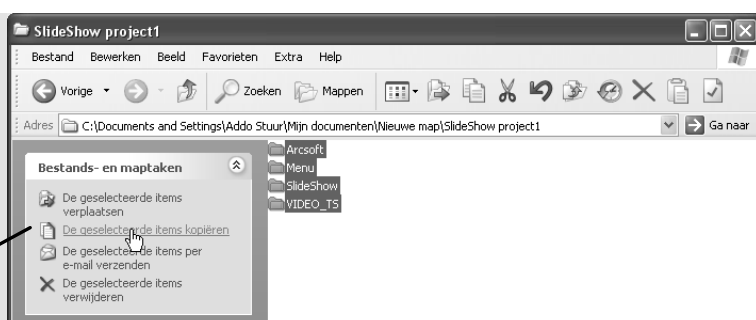 SlideShow project1
Bestand Bewerken Beeld Favorieten Extra Help
Vorige Zoeken Mappen
Adres C:\Documents and Settings\Addo Stuur\Mijn documenten\Nieuwe map\SlideShow project1 Ga naar
Bestands- en maptaken
De geselecteerde items
verplaatsen
De geselecteerde items kopiëren
De geselecteerde items per
e-mail verzenden
De geselecteerde items
verwijderen
Arcsoft
Menu
SlideShow
VIDEO_TS